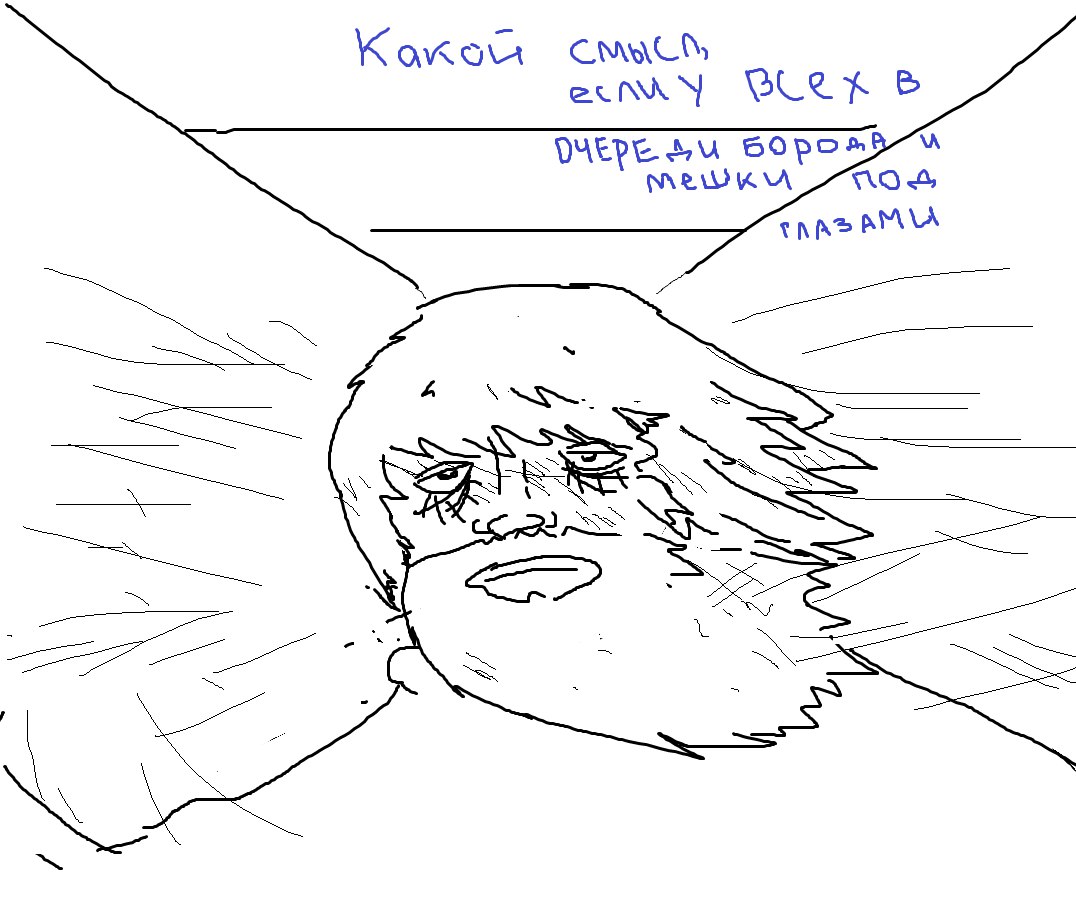 Какой смысл,
если у всех в
очереди борода и
мешки под
глазами